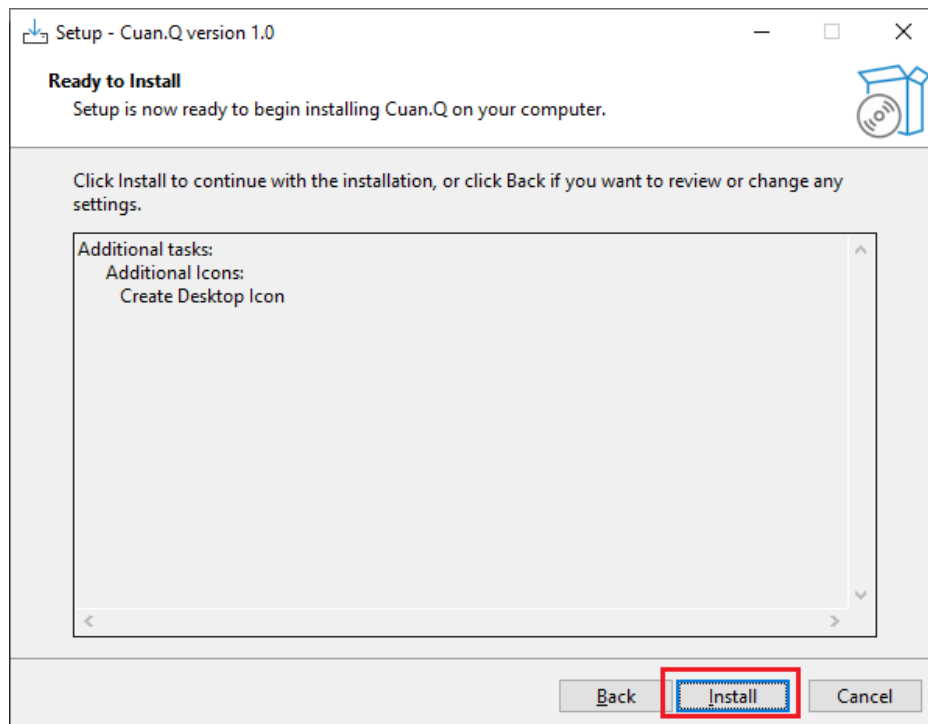 Setup - Cuan.Q version 1.0
Ready to Install
Setup is now ready to begin installing Cuan.Q on your computer.
Click Install to continue with the installation, or click Back if you want to review or change any
settings.
Additional tasks:
Additional Icons:
Create Desktop Icon
Back Install Cancel